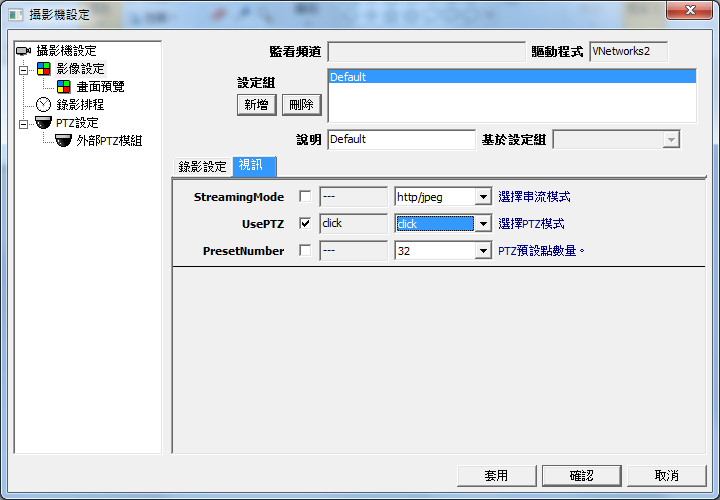 攝影機設定
攝影機設定
影像設定
畫面預覽
錄影排程
PTZ設定
外部PTZ模組
監看頻道
驅動程式 VNetworks2
設定組
Default
新增 刪除
說明 Default 基於設定組
錄影設定 視訊
StreamingMode --- http/jpeg 選擇串流模式
UsePTZ click click 選擇PTZ模式
PresetNumber --- 32 PTZ預設點數量。
套用 確認 取消